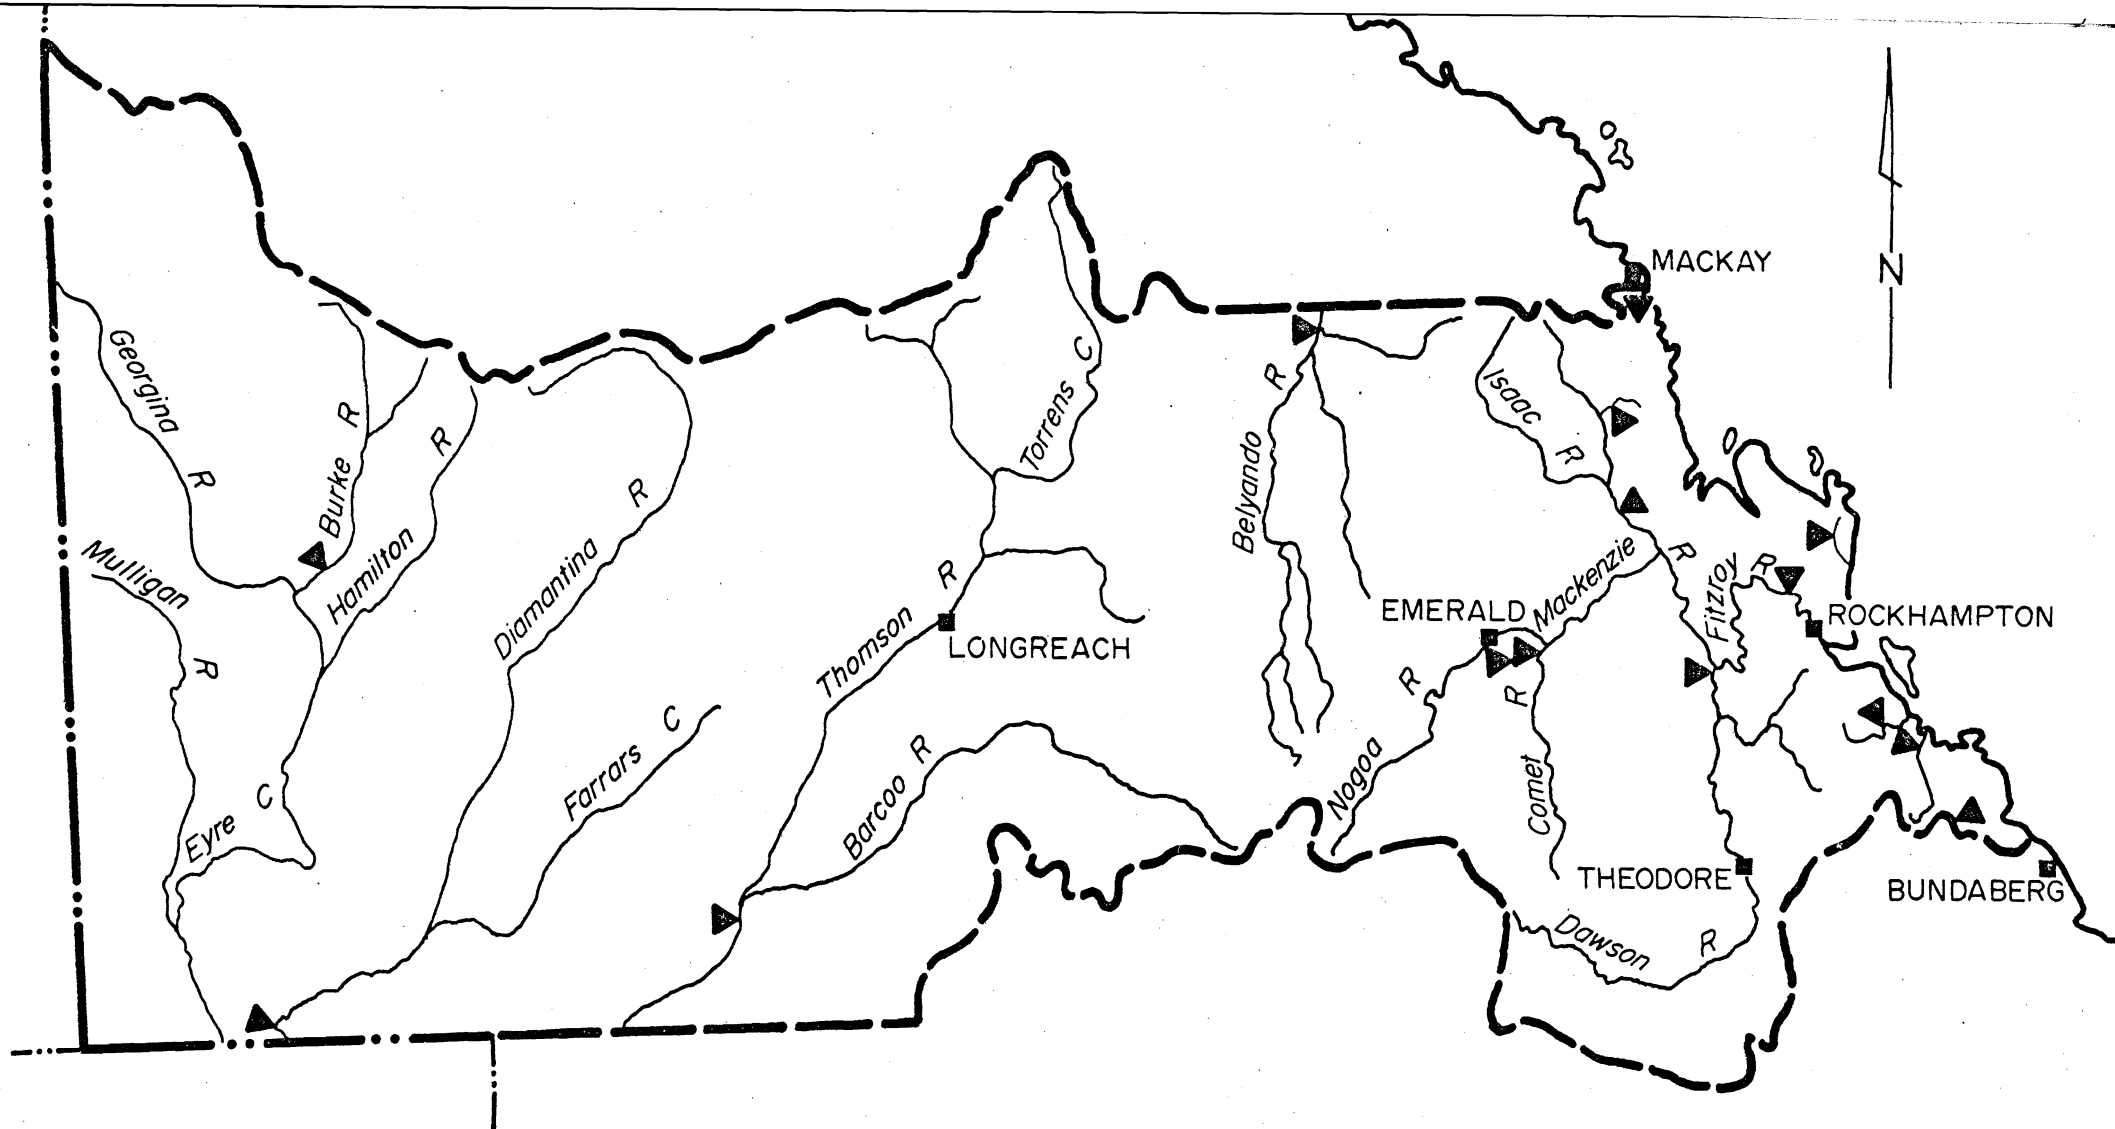 MACKAY
N
Georgina R
Burke R
Hamilton R
Mulligan R
Eyre C
Diamantina R
Farrars C
Thomson R
Barcoo R
Torrens C
LONGREACH
Belyando R
Isaac R
EMERALD
Mackenzie R
Fitzroy R
ROCKHAMPTON
Nogoa R
Comet R
THEODORE
Dawson R
BUNDABERG